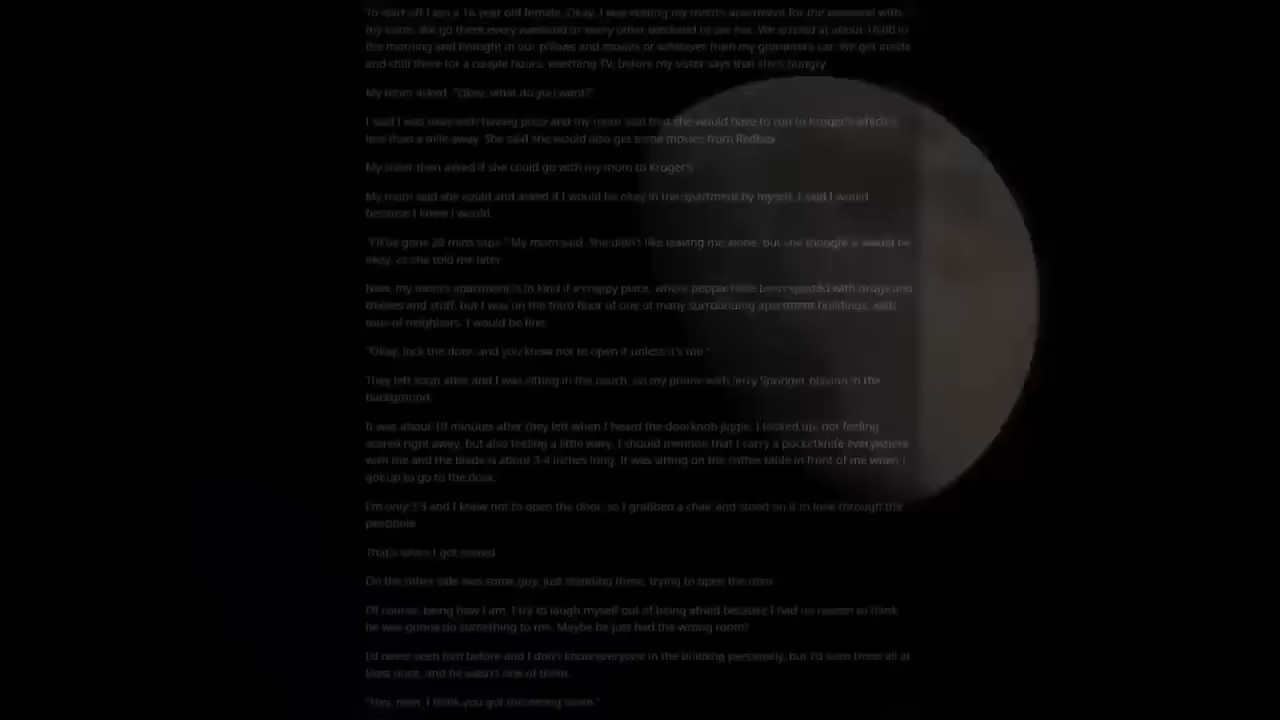 To start off I am a 16 year old female. Okay, I was visiting my mom's apartment for the weekend with
my sister. We go there every weekend or every other weekend to see her. We arrived at about 10:00 in
the morning and brought in our pillows and movies or whatever from my grandma's car. We get inside
and chill there for a couple hours, watching TV, before my sister says that she's hungry.
My mom asked, "Okay, what do you want?"
I said I was okay with having pizza and my mom said that she would have to run to Kroger's which is
less than a mile away. She said she would also get some movies from Redbox.
My sister then asked if she could go with my mom to Kroger's.
My mom said she could and asked if I would be okay in the apartment by myself. I said I would
because I knew I would.
"I'll be gone 20 mins tops." My mom said. She didn't like leaving me alone, but she thought it would be
okay, as she told me later.
Now, my mom's apartment is in kind if a crappy place, where people have been spotted with drugs and
knives and stuff, but I was on the third floor of one of many surrounding apartment buildings, with
tons of neighbors. I would be fine.
"Okay, lock the door, and you know not to open it unless it's me."
They left soon after and I was sitting in the couch, on my phone with Jerry Springer playing in the
background.
It was about 10 minutes after they left when I heard the doorknob jiggle. I looked up, not feeling
scared right away, but also feeling a little wary. I should mention that I carry a pocketknife everywhere
with me and the blade is about 3-4 inches long. It was sitting on the coffee table in front of me when I
got up to go to the door.
I'm only 5'3 and I knew not to open the door, so I grabbed a chair and stood on it to look through the
peephole.
That's when I got scared.
On the other side was some guy, just standing there, trying to open the door.
Of course, being how I am, I try to laugh myself out of being afraid because I had no reason to think
he was gonna do something to me. Maybe he just had the wrong room?
I'd never seen him before and I don't know everyone in the building personally, but I'd seen them all at
least once, and he wasn't one of them.
"Hey, man, I think you got the wrong room."